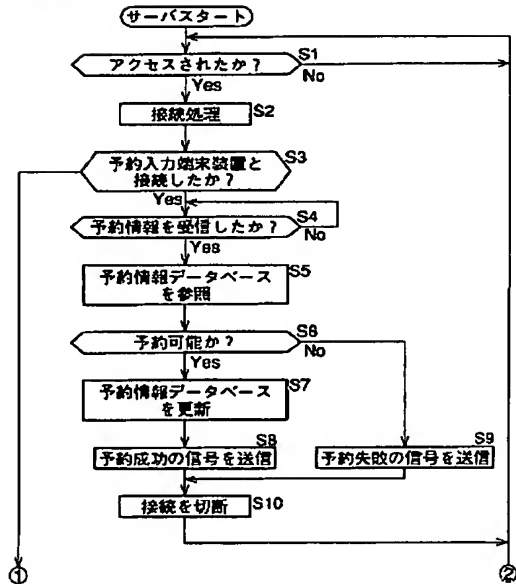 サーバスタート
アクセスされたか?
S1
No
Yes
接続処理
S2
予約入力端末装置と
接続したか?
S3
Yes
予約情報を受信したか?
S4
No
Yes
予約情報データベース
を参照
S5
予約可能か?
S6
No
Yes
予約情報データベース
を更新
S7
S8
予約成功の信号を送信
S9
予約失敗の信号を送信
接続を切断
S10
①
②